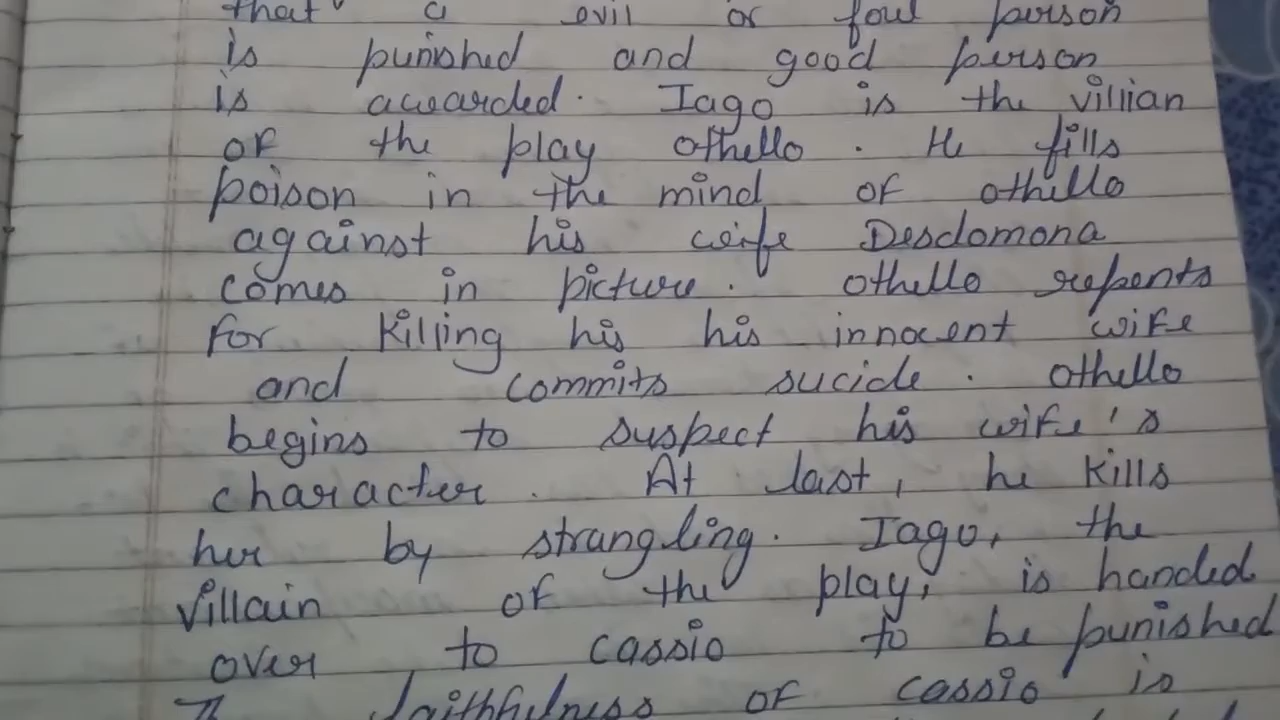 that a evil or foul person
is punished and good person
is awarded. Iago is the villian
of the play othello. He fills
poison in the mind of othello
against his wife Desdomona
comes in picture. othello repents
for killing his his innocent wife
and commits sucide. othello
begins to suspect his wife's
character. At last, he kills
her by strangling. Iago, the
villain of the play, is handed
over to cassio to be punished
faithfulness of cassio is